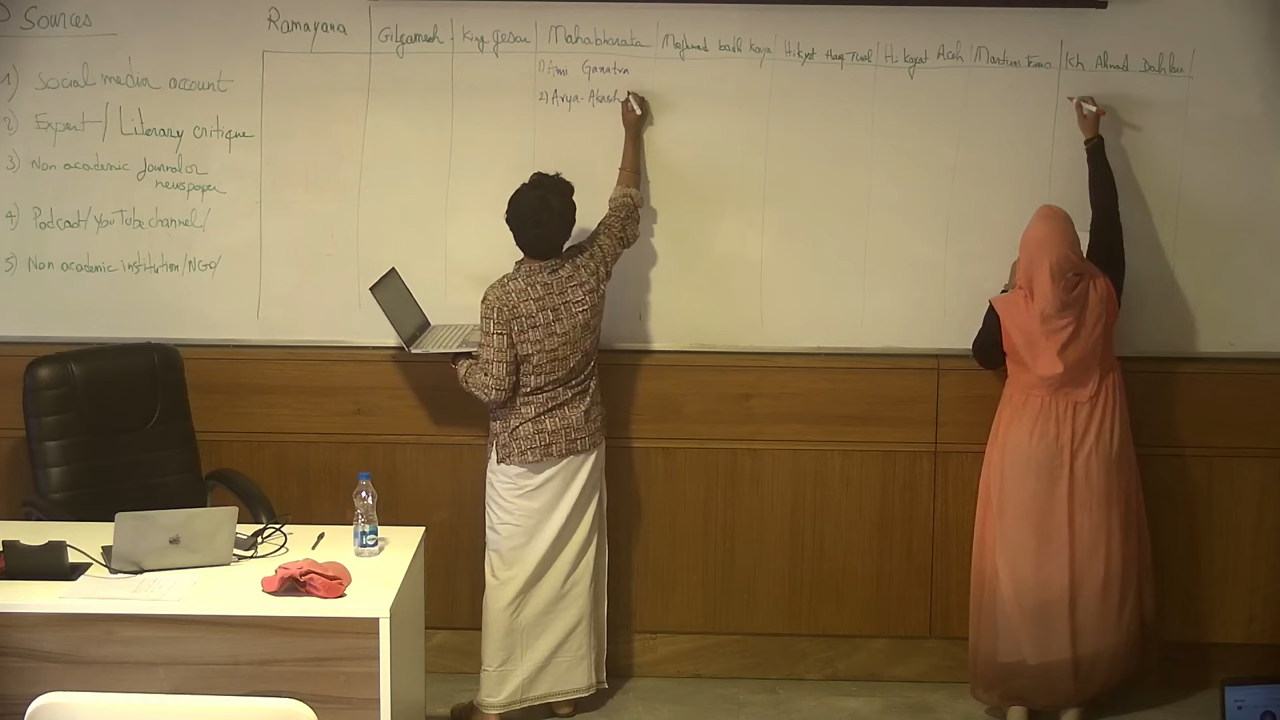 Sources
Ramayana
Gilgamesh
King gesar
Mahabharata
Hikayat Aceh
Kh Ahmad Dahlan
1) Social media account
2) Expert/Literary critique
3) Non academic Journal or
newspaper
4) Podcast/YouTube channel/
5) Non academic institution/NGO/
1) Ami Ganatra
2) Arya-Akash